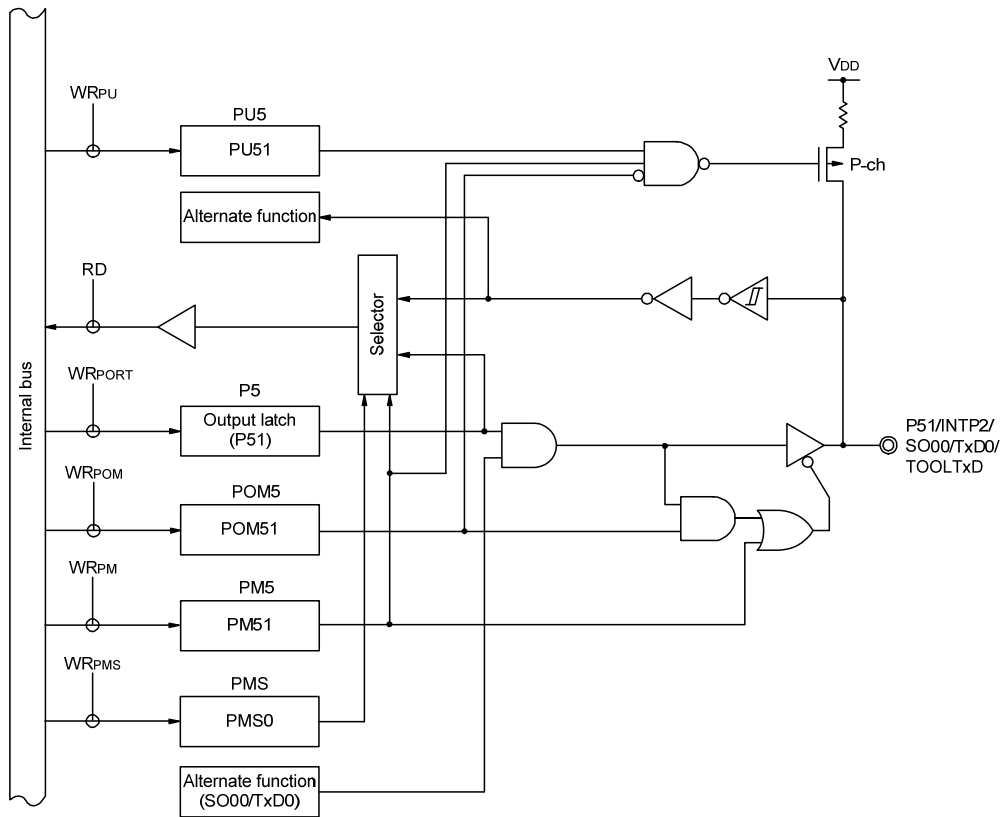 VDD
WRPU
PU5
PU51
P-ch
Alternate function
RD
Selector
Internal bus
WRPORT
P5
Output latch
(P51)
P51/INTP2/
SO00/TxD0/
TOOLTxD
WRPOM
POM5
POM51
WRPM
PM5
PM51
WRPMS
PMS
PMS0
Alternate function
(SO00/TxD0)